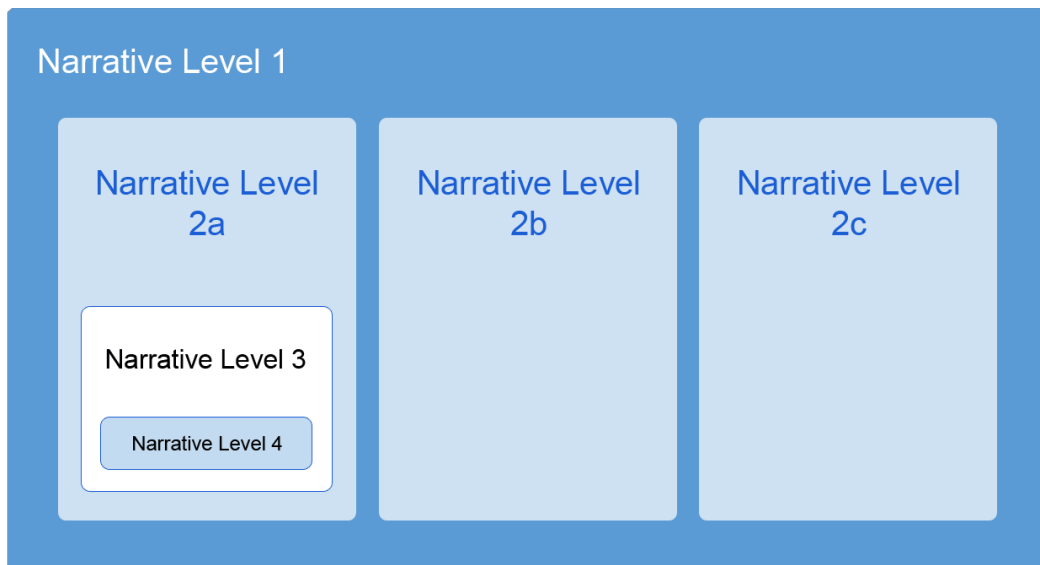 Narrative Level 1
Narrative Level
2a
Narrative Level
2b
Narrative Level
2c
Narrative Level 3
Narrative Level 4